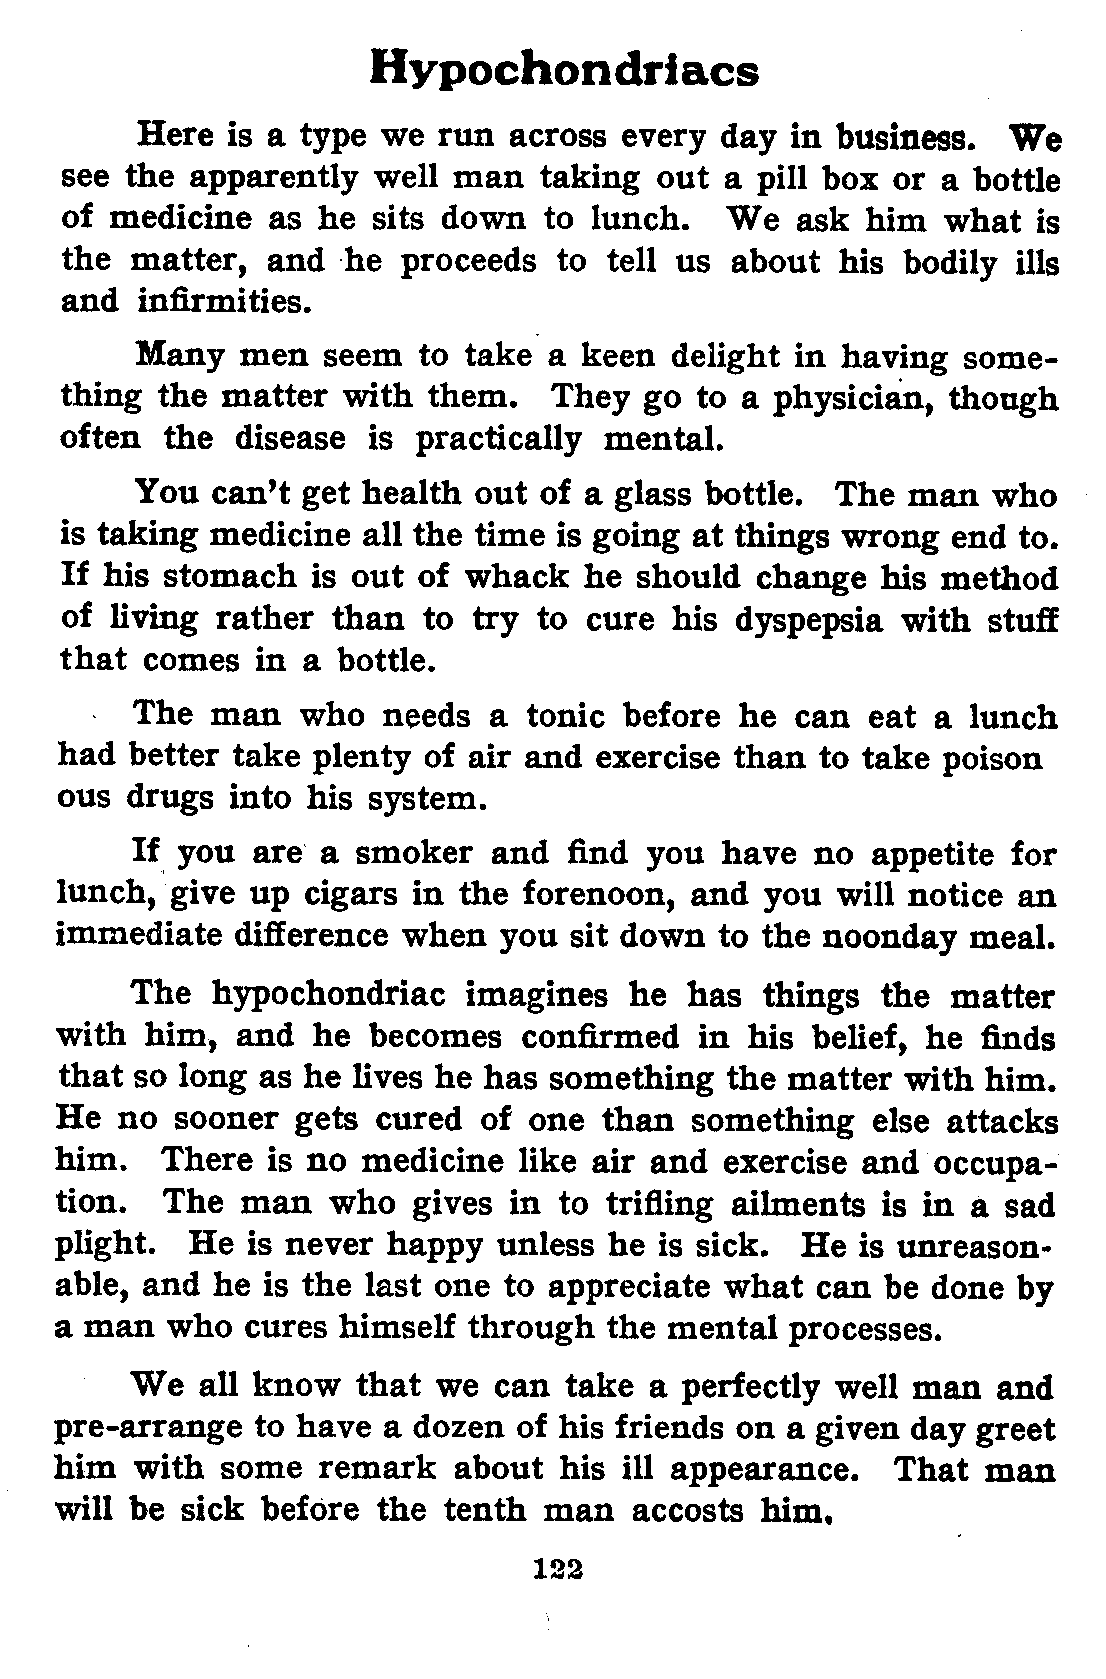 Hypochondriacs
Here is a type we run across every day in business. We
see the apparently well man taking out a pill box or a bottle
of medicine as he sits down to lunch. We ask him what is
the matter, and he proceeds to tell us about his bodily ills
and infirmities.
Many men seem to take a keen delight in having some-
thing the matter with them. They go to a physician, though
often the disease is practically mental.
You can't get health out of a glass bottle. The man who
is taking medicine all the time is going at things wrong end to.
If his stomach is out of whack he should change his method
of living rather than to try to cure his dyspepsia with stuff
that comes in a bottle.
The man who needs a tonic before he can eat a lunch
had better take plenty of air and exercise than to take poison
ous drugs into his system.
If you are a smoker and find you have no appetite for
lunch, give up cigars in the forenoon, and you will notice an
immediate difference when you sit down to the noonday meal.
The hypochondriac imagines he has things the matter
with him, and he becomes confirmed in his belief, he finds
that so long as he lives he has something the matter with him.
He no sooner gets cured of one than something else attacks
him. There is no medicine like air and exercise and occupa-
tion. The man who gives in to trifling ailments is in a sad
plight. He is never happy unless he is sick. He is unreason-
able, and he is the last one to appreciate what can be done by
a man who cures himself through the mental processes.
We all know that we can take a perfectly well man and
pre-arrange to have a dozen of his friends on a given day greet
him with some remark about his ill appearance. That man
will be sick before the tenth man accosts him.
122